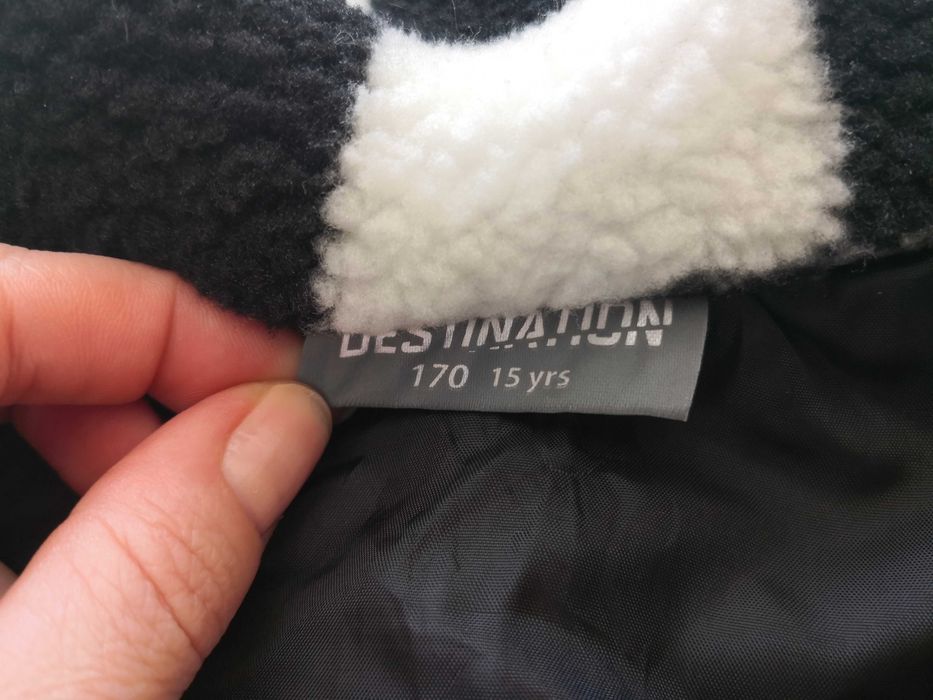 DESTINATION
170 15 yrs